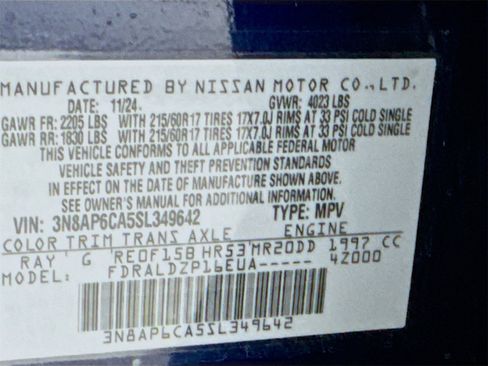 MANUFACTURED BY NISSAN MOTOR CO., LTD.
DATE: 11/24 GVWR: 4023 LBS
GAWR FR: 2205 LBS WITH 215/60R17 TIRES 17X7.0J RIMS AT 33 PSI COLD SINGLE
GAWR RR: 1830 LBS WITH 215/60R17 TIRES 17X7.0J RIMS AT 33 PSI COLD SINGLE
THIS VEHICLE CONFORMS TO ALL APPLICABLE FEDERAL MOTOR
VEHICLE SAFETY AND THEFT PREVENTION STANDARDS
IN EFFECT ON THE DATE OF MANUFACTURE SHOWN ABOVE.
SEE OWNER'S MANUAL FOR ADDITIONAL INFORMATION.
VIN: 3N8AP6CA5SL349642 TYPE: MPV
COLOR TRIM TRANS AXLE ENGINE
RAY G RE0F15B HR53 MR20DD 1997 CC
MODEL: FDRALDZP16EUA----- 4Z000
3N8AP6CA5SL349642